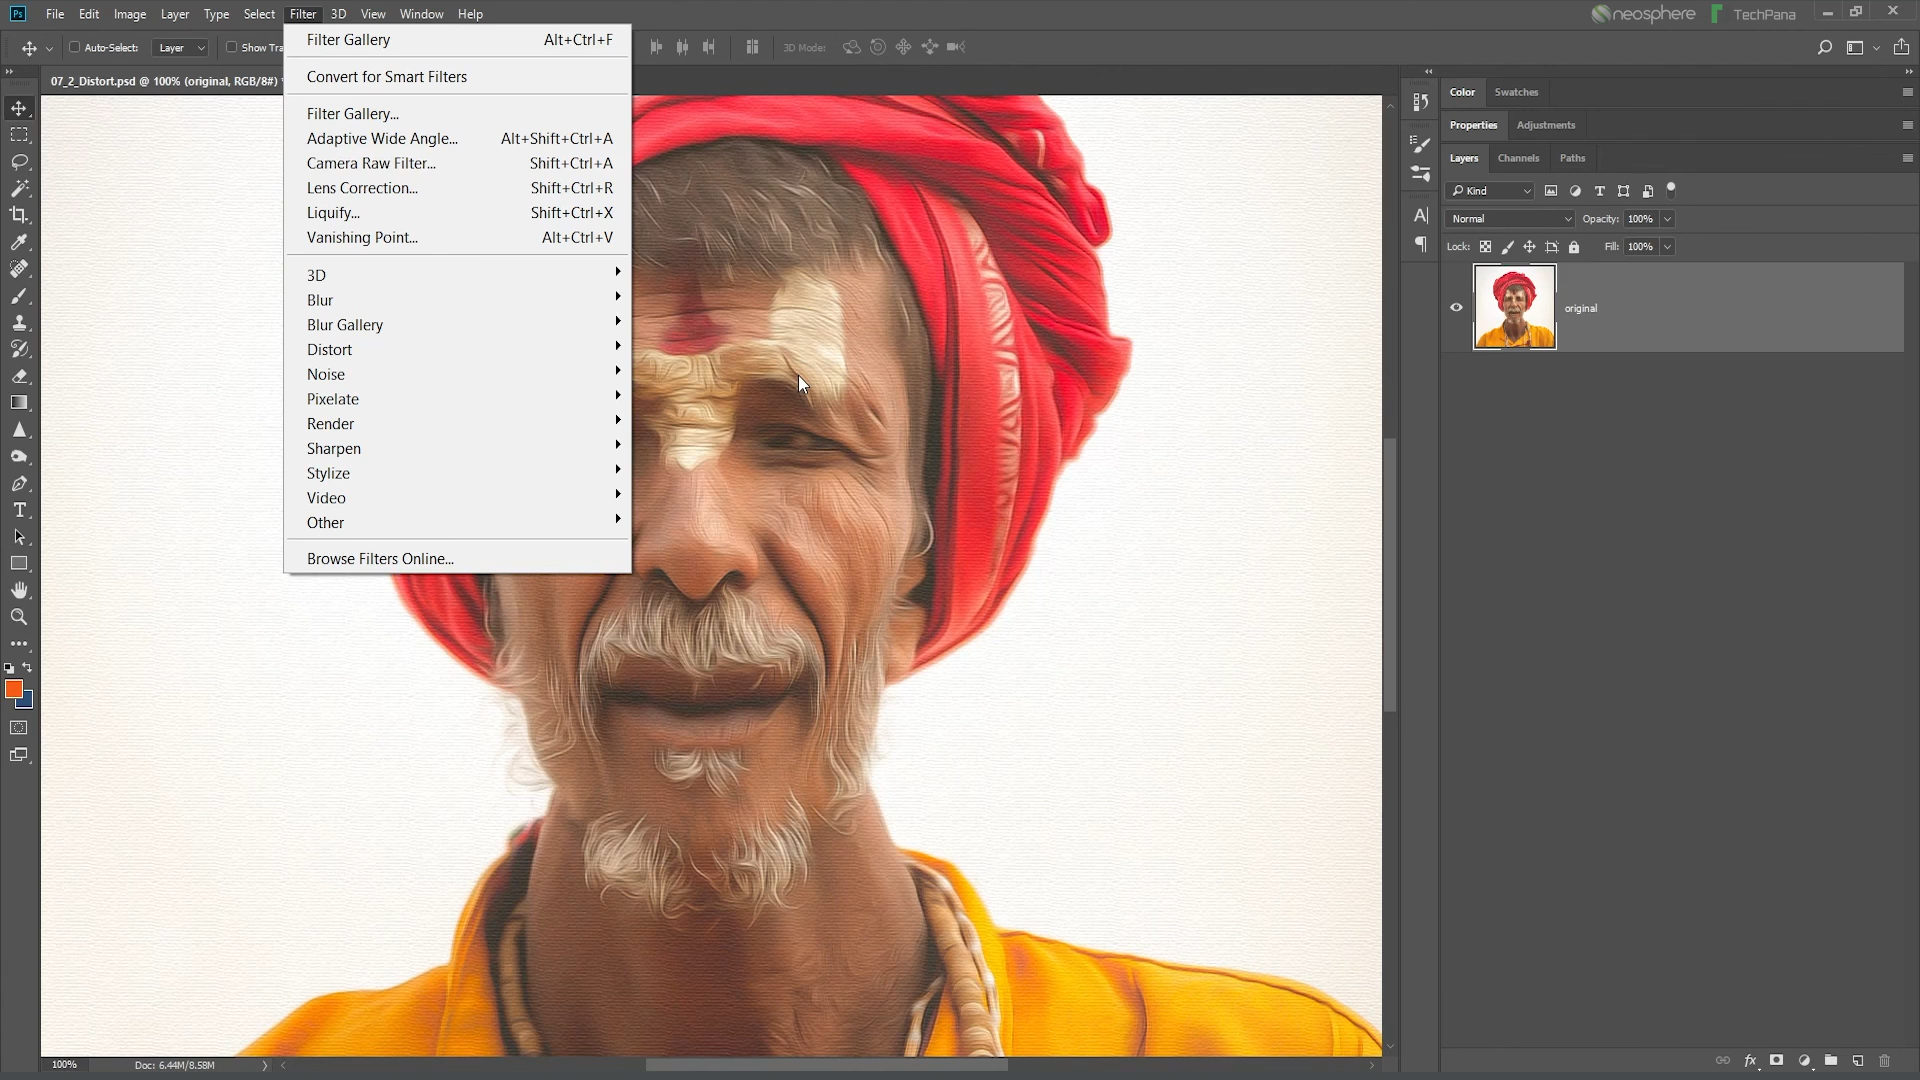 Ps File Edit Image Layer Type Select Filter 3D View Window Help
neosphere TechPana
Auto-Select: Layer Show Tra 3D Mode:
07_2_Distort.psd @ 100% (original, RGB/8#)
Filter Gallery Alt+Ctrl+F
Convert for Smart Filters
Filter Gallery...
Adaptive Wide Angle... Alt+Shift+Ctrl+A
Camera Raw Filter... Shift+Ctrl+A
Lens Correction... Shift+Ctrl+R
Liquify... Shift+Ctrl+X
Vanishing Point... Alt+Ctrl+V
3D
Blur
Blur Gallery
Distort
Noise
Pixelate
Render
Sharpen
Stylize
Video
Other
Browse Filters Online...
Color Swatches
Properties Adjustments
Layers Channels Paths
Kind
Normal Opacity: 100%
Lock: Fill: 100%
original
100% Doc: 6.44M/8.58M